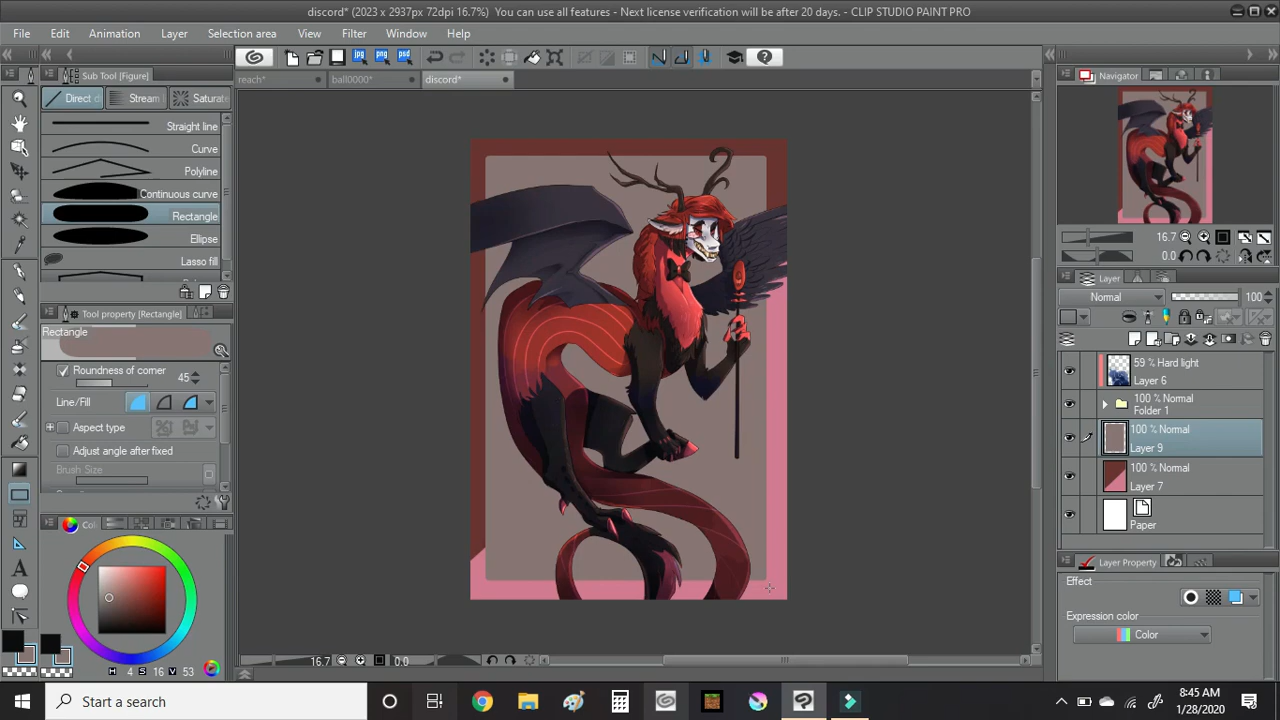 discord* (2023 x 2937px 72dpi 16.7%) You can use all features - Next license verification will be after 20 days. - CLIP STUDIO PAINT PRO
File Edit Animation Layer Selection area View Filter Window Help
reach* ball0000* discord*
Sub Tool [Figure]
Direct Stream Saturate
Straight line
Curve
Polyline
Continuous curve
Rectangle
Ellipse
Lasso fill
Tool property [Rectangle]
Rectangle
Roundness of corner 45
Line/Fill
Aspect type
Adjust angle after fixed
Brush Size
H 4 S 16 V 53
16.7 0.0
Navigator
16.7
0.0
Layer
Normal 100
59 % Hard light
Layer 6
100 % Normal
Folder 1
100 % Normal
Layer 9
100 % Normal
Layer 7
Paper
Layer Property
Effect
Expression color
Color
Start a search
8:45 AM
1/28/2020